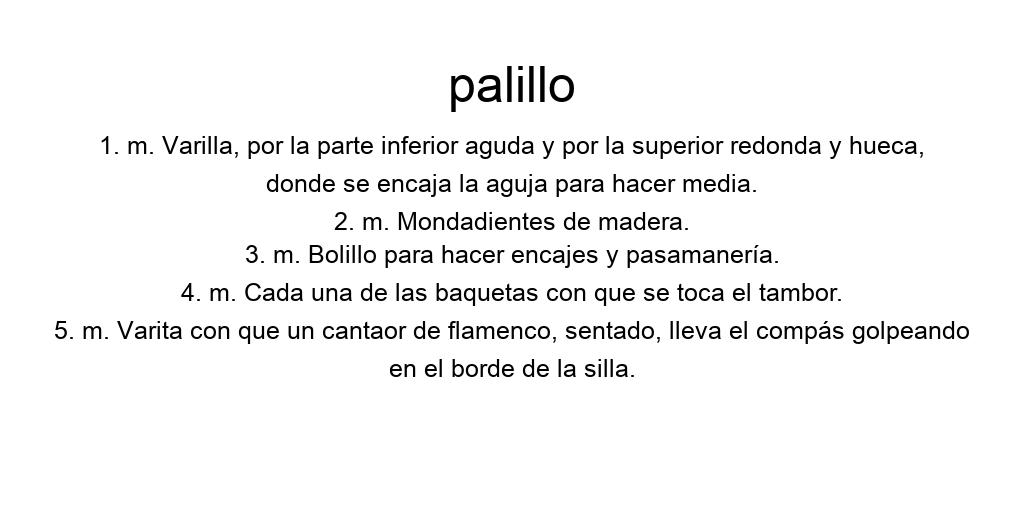 palillo
1. m. Varilla, por la parte inferior aguda y por la superior redonda y hueca,
donde se encaja la aguja para hacer media.
2. m. Mondadientes de madera.
3. m. Bolillo para hacer encajes y pasamanería.
4. m. Cada una de las baquetas con que se toca el tambor.
5. m. Varita con que un cantaor de flamenco, sentado, lleva el compás golpeando
en el borde de la silla.